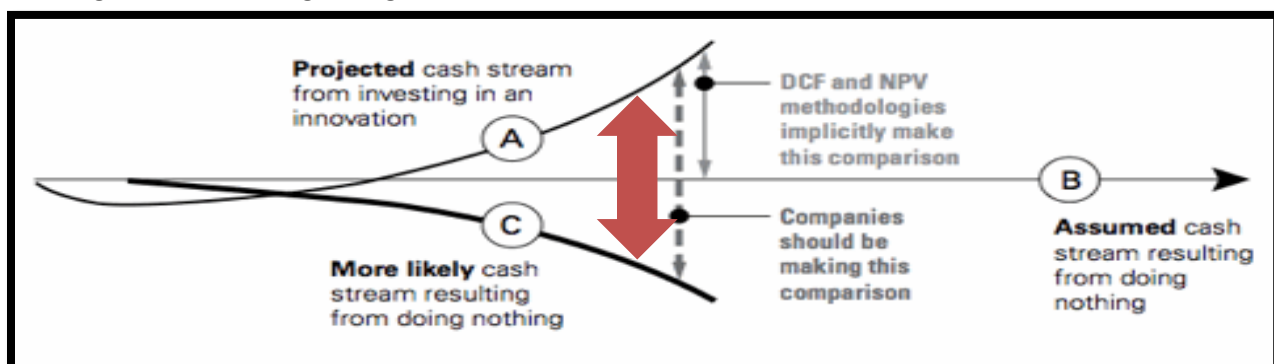 Projected cash stream
from investing in an
innovation
A
DCF and NPV
methodologies
implicitly make
this comparison
B
Assumed cash
stream resulting
from doing
nothing
C
More likely cash
stream resulting
from doing nothing
Companies
should be
making this
comparison